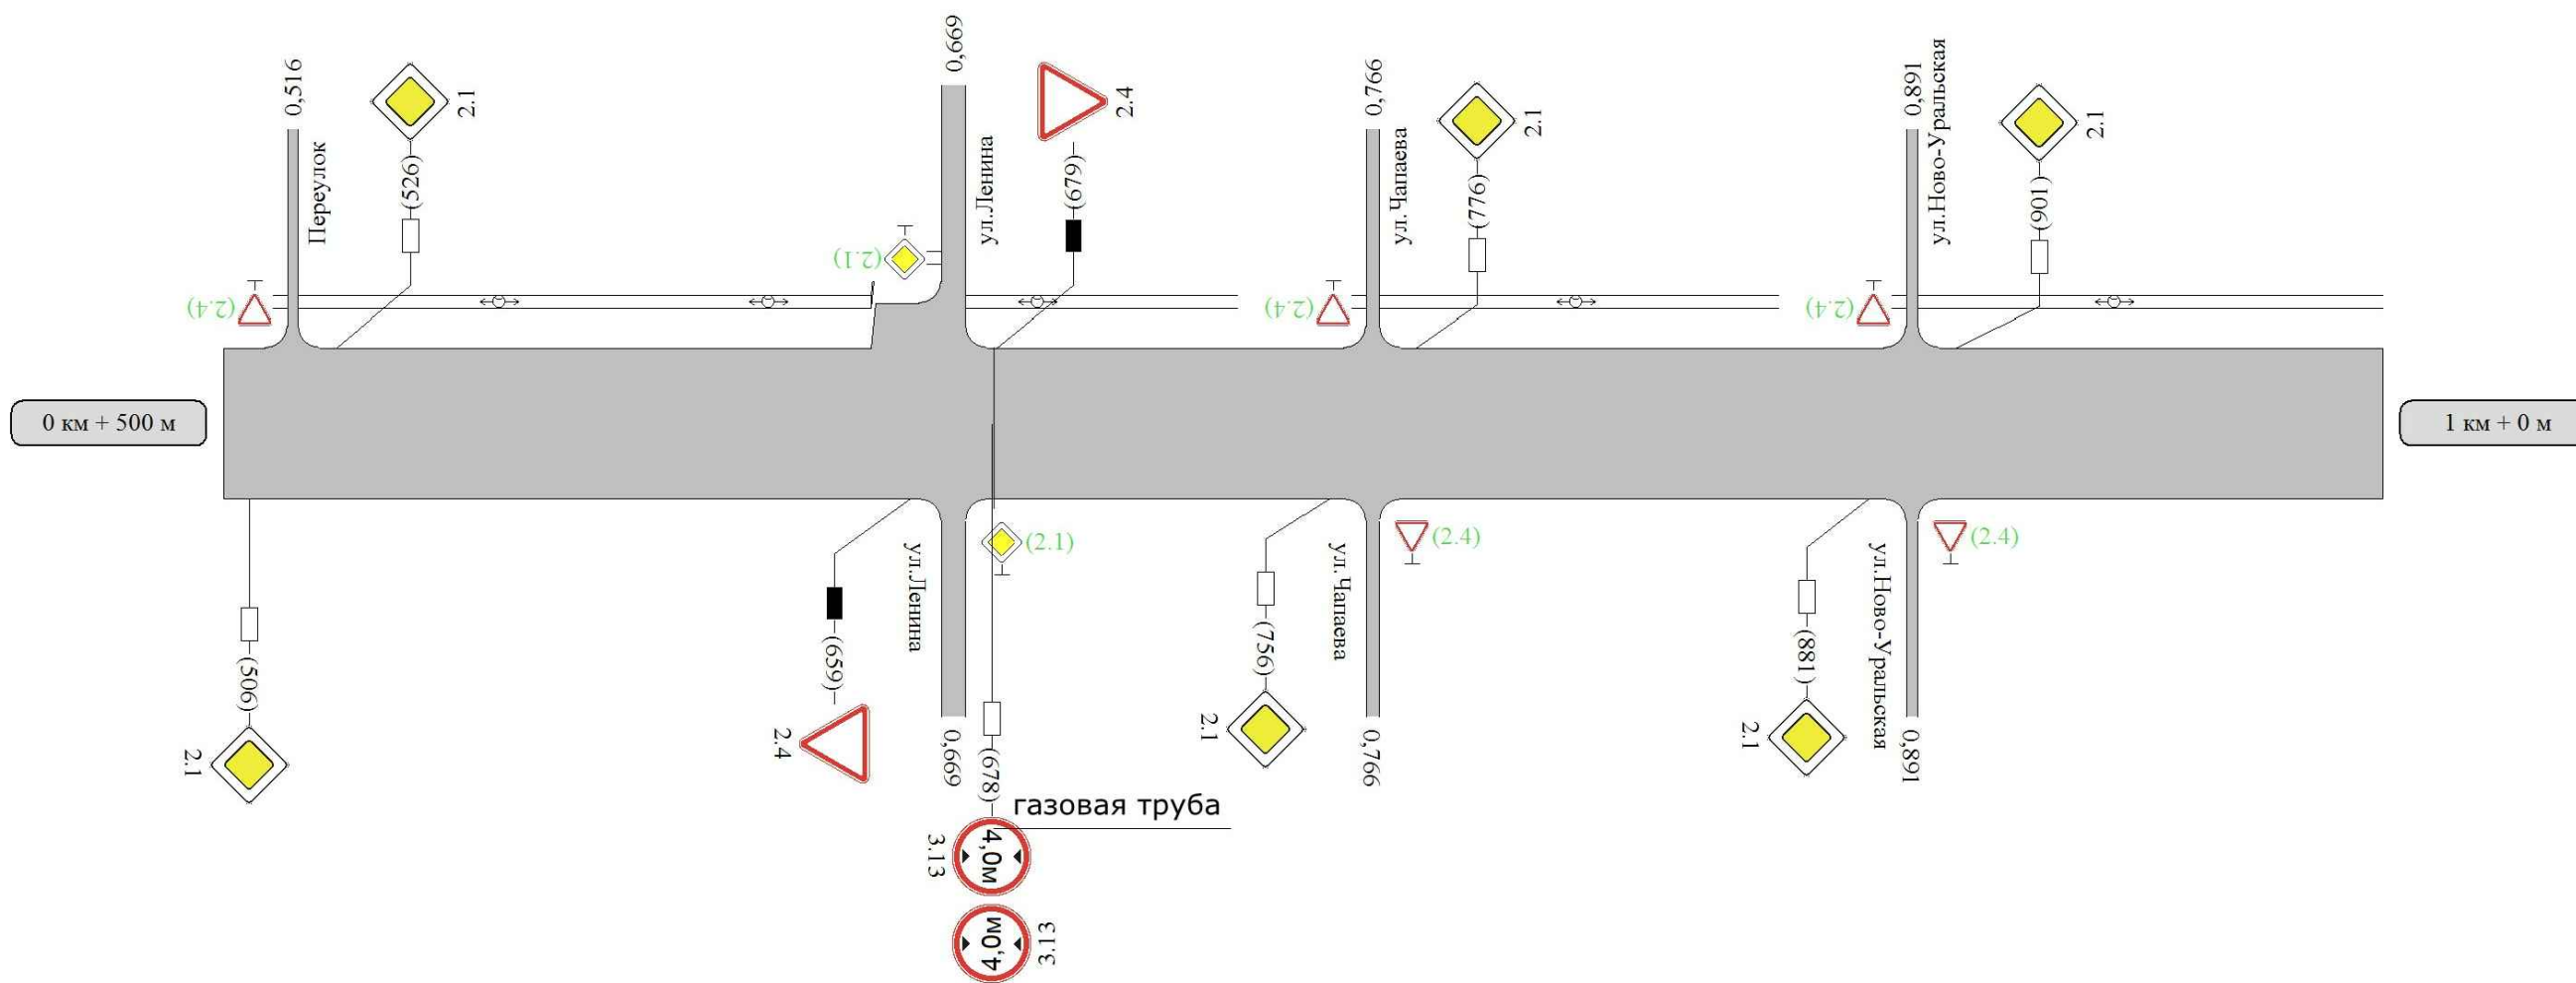 0,516
Переулок
2.1
(526)
(2.4)
0,669
ул.Ленина
(2.1)
2.4
(679)
0,766
ул.Чапаева
2.1
(776)
(2.4)
0,891
ул.Ново-Уральская
2.1
(901)
(2.4)
0 км + 500 м
1 км + 0 м
(506)
2.1
(659)
2.4
ул.Ленина
0,669
(2.1)
(678)
газовая труба
3.13
4,0м
4,0м
3.13
(756)
2.1
ул.Чапаева
0,766
(2.4)
(881)
2.1
ул.Ново-Уральская
0,891
(2.4)